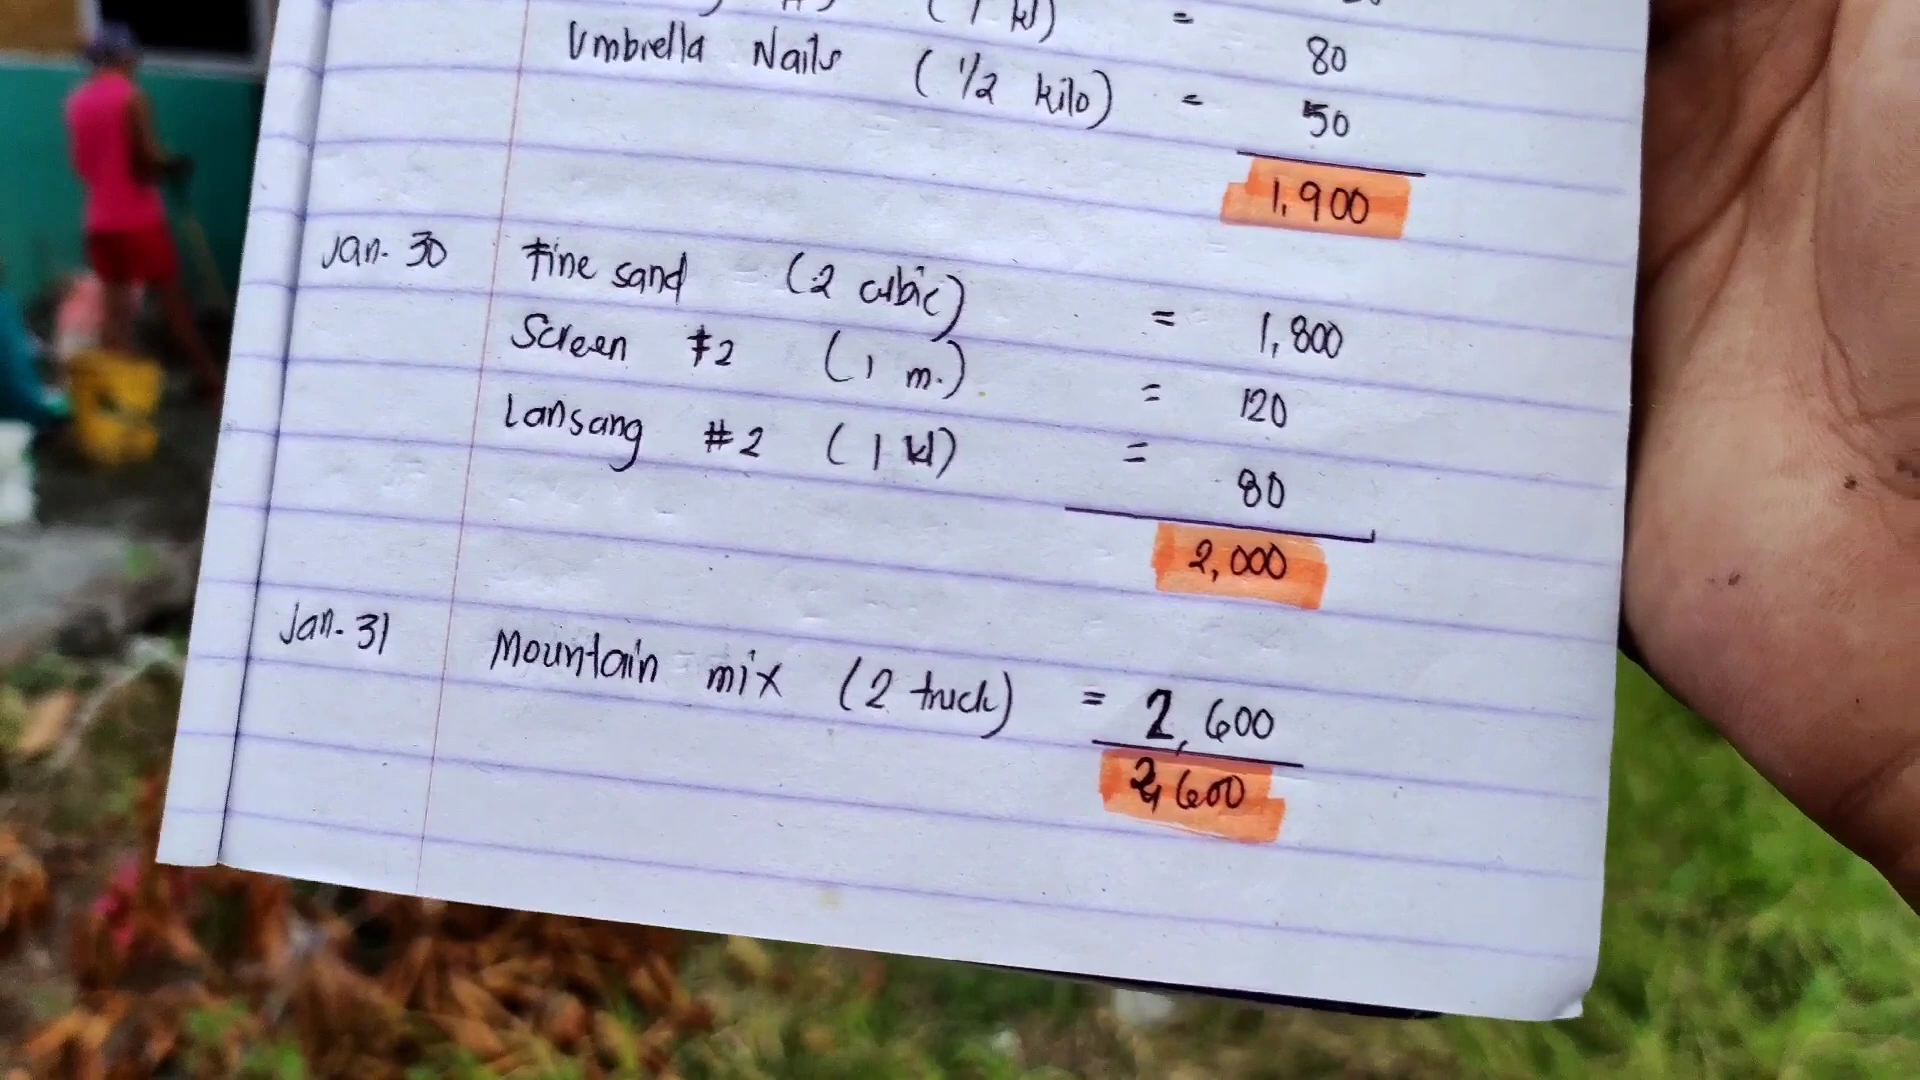 (1 kl) = 80
Umbrella Nails (1/2 kilo) = 50
1,900
Jan. 30 Fine sand (2 cubic) = 1,800
Screen #2 (1 m.) = 120
Lansang #2 (1 kl) = 80
2,000
Jan. 31 Mountain mix (2 truck) = 2,600
2,600